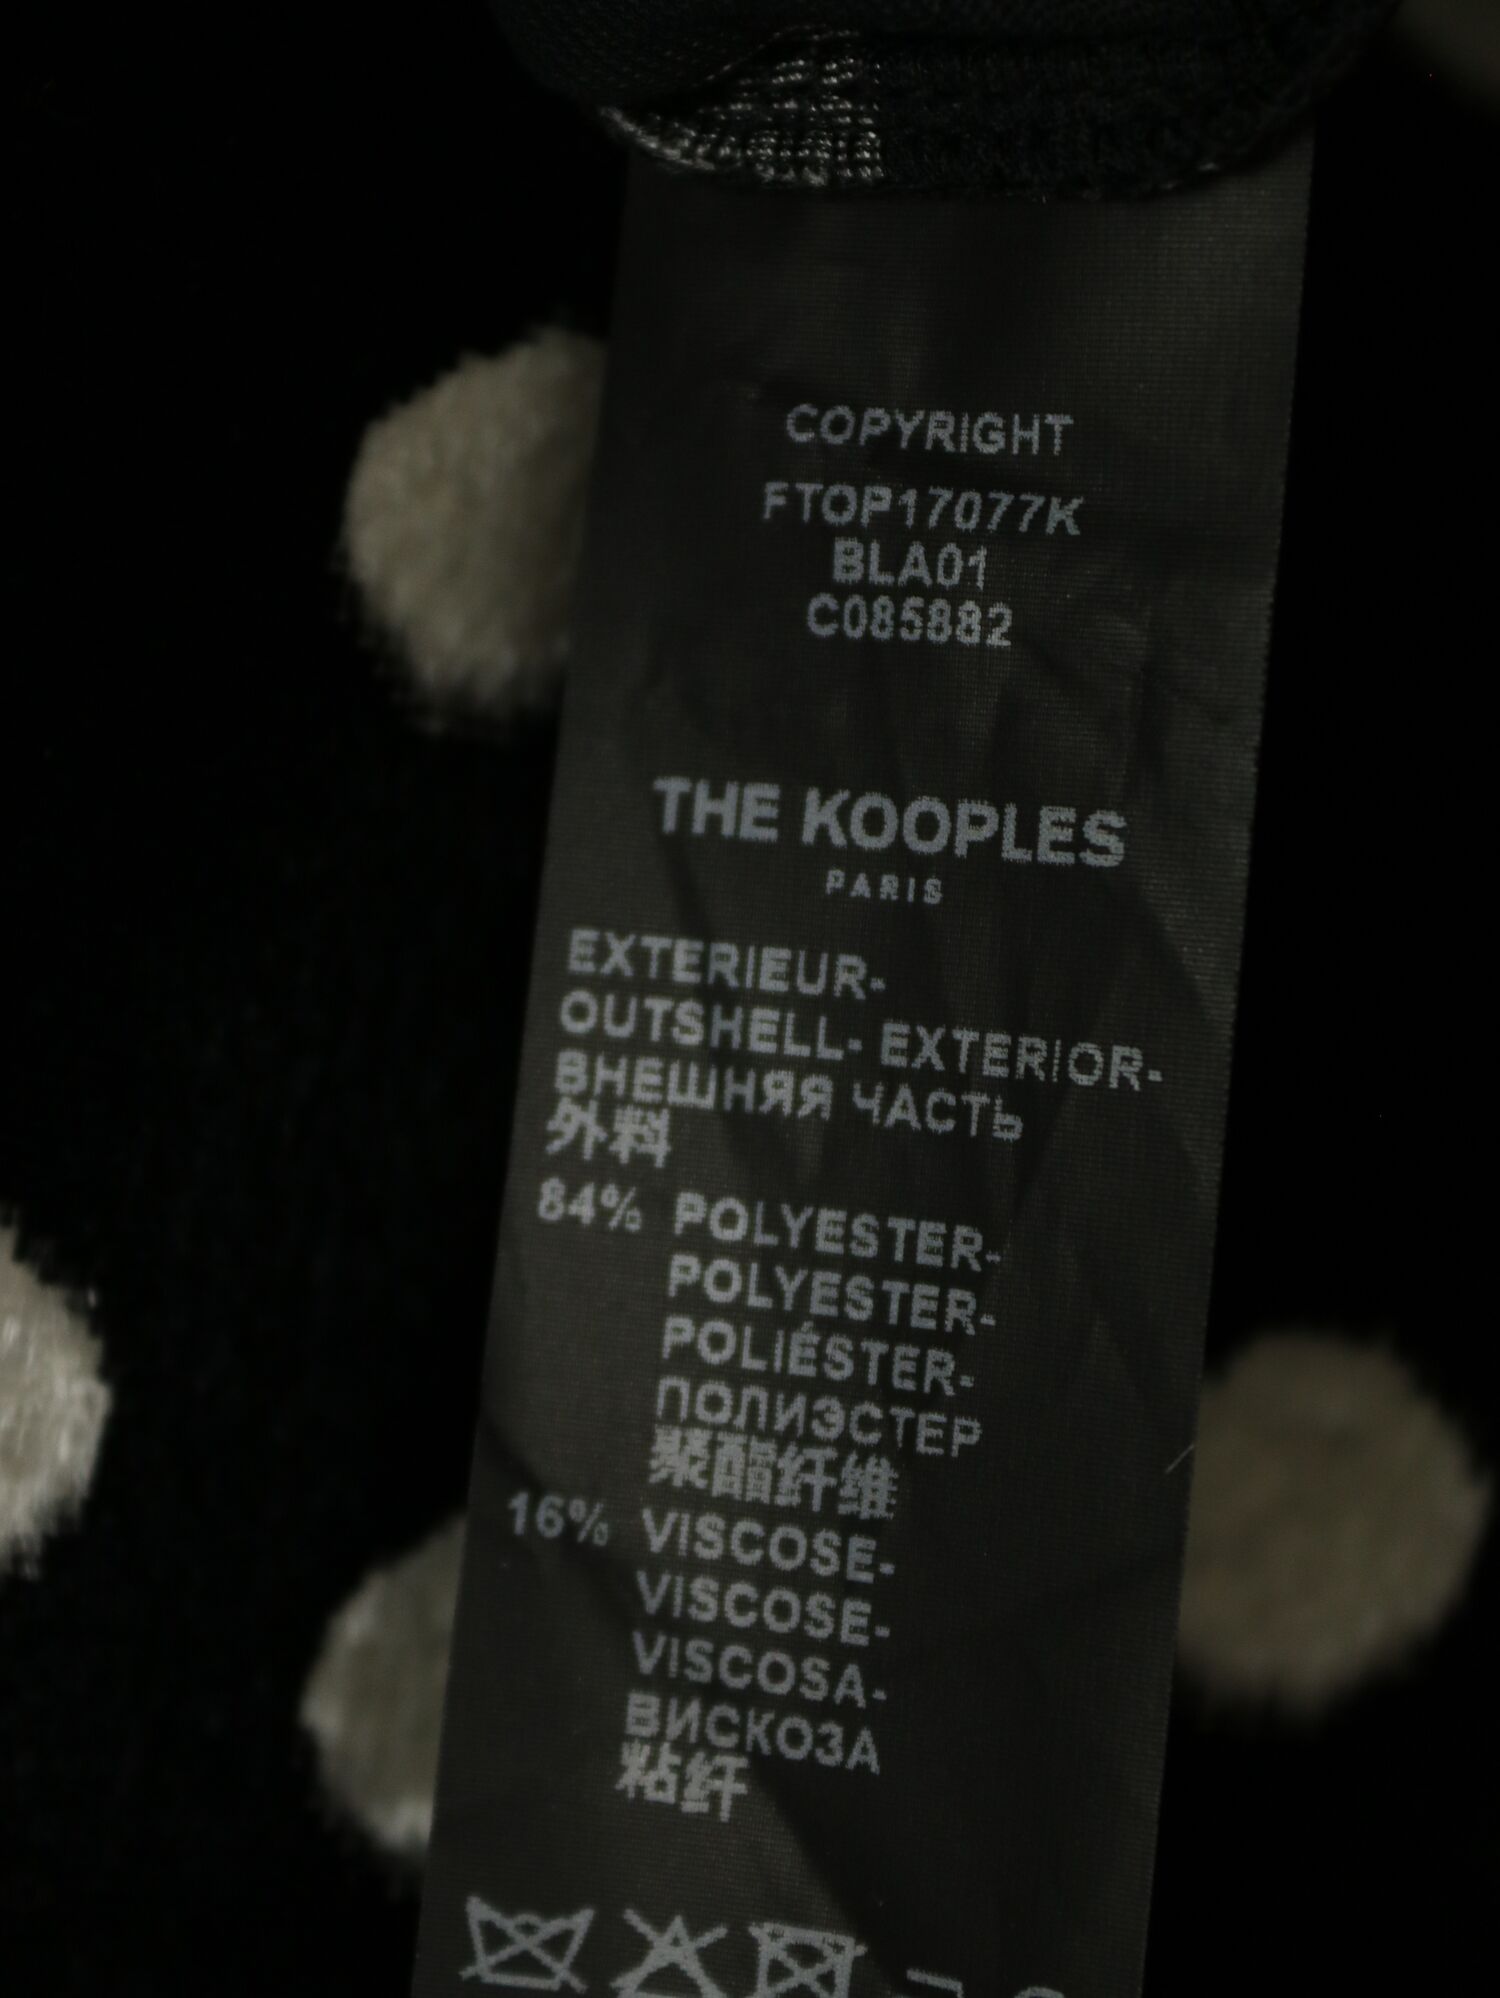 COPYRIGHT
FTOP17077K
BLA01
C085882
THE KOOPLES
PARIS
EXTERIEUR-
OUTSHELL- EXTERIOR-
ВНЕШНЯЯ ЧАСТЬ
外料
84% POLYESTER-
POLYESTER-
POLIÉSTER-
ПОЛИЭСТЕР
聚酯纤维
16% VISCOSE-
VISCOSE-
VISCOSA-
ВИСКОЗА
粘纤